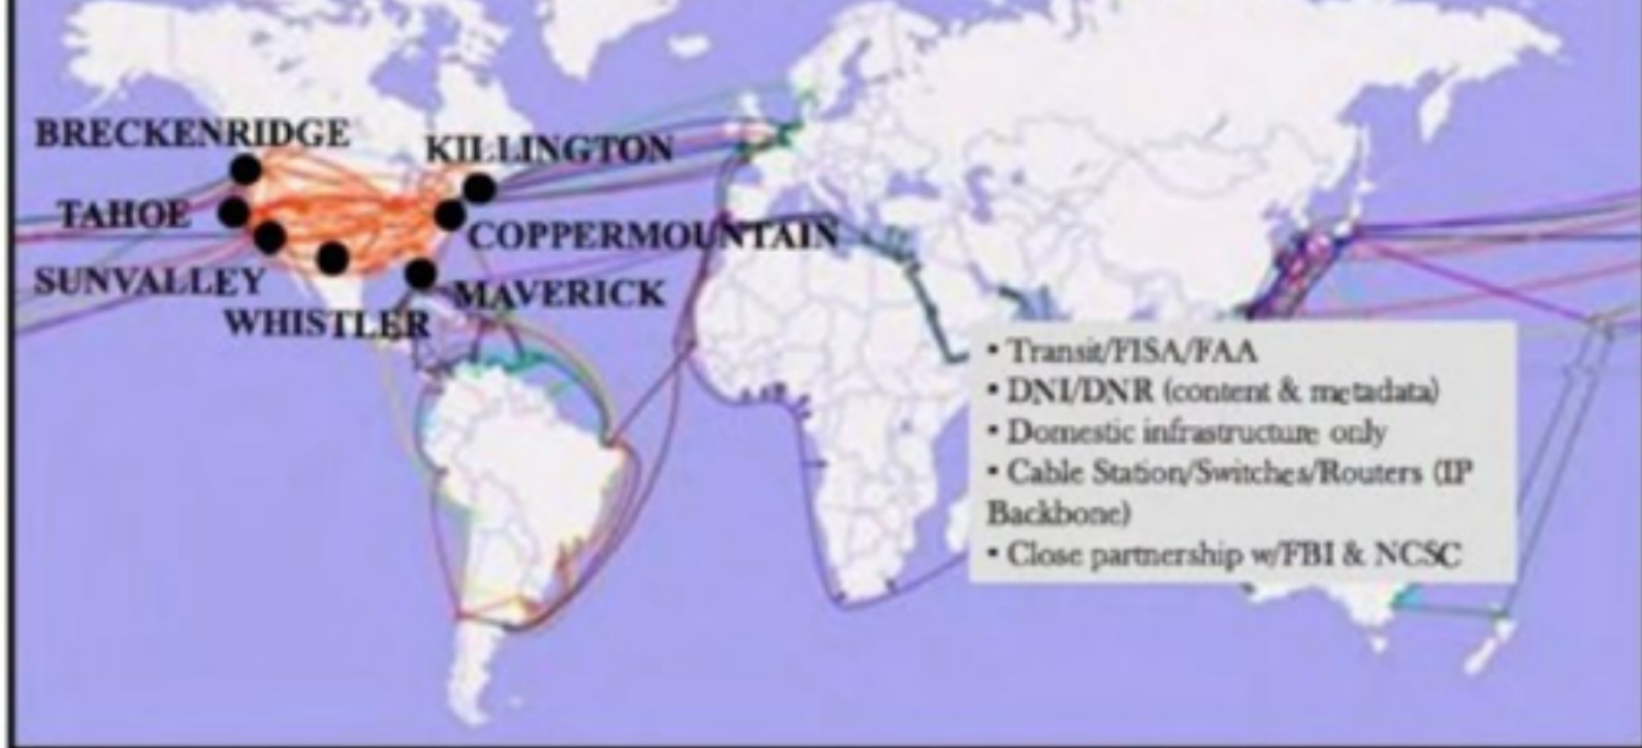 BRECKENRIDGE
KILLINGTON
TAHOE
COPPERMOUNTAIN
SUNVALLEY
MAVERICK
WHISTLER
• Transit/FISA/FAA
• DNI/DNR (content & metadata)
• Domestic infrastructure only
• Cable Station/Switches/Routers (IP
Backbone)
• Close partnership w/FBI & NCSC